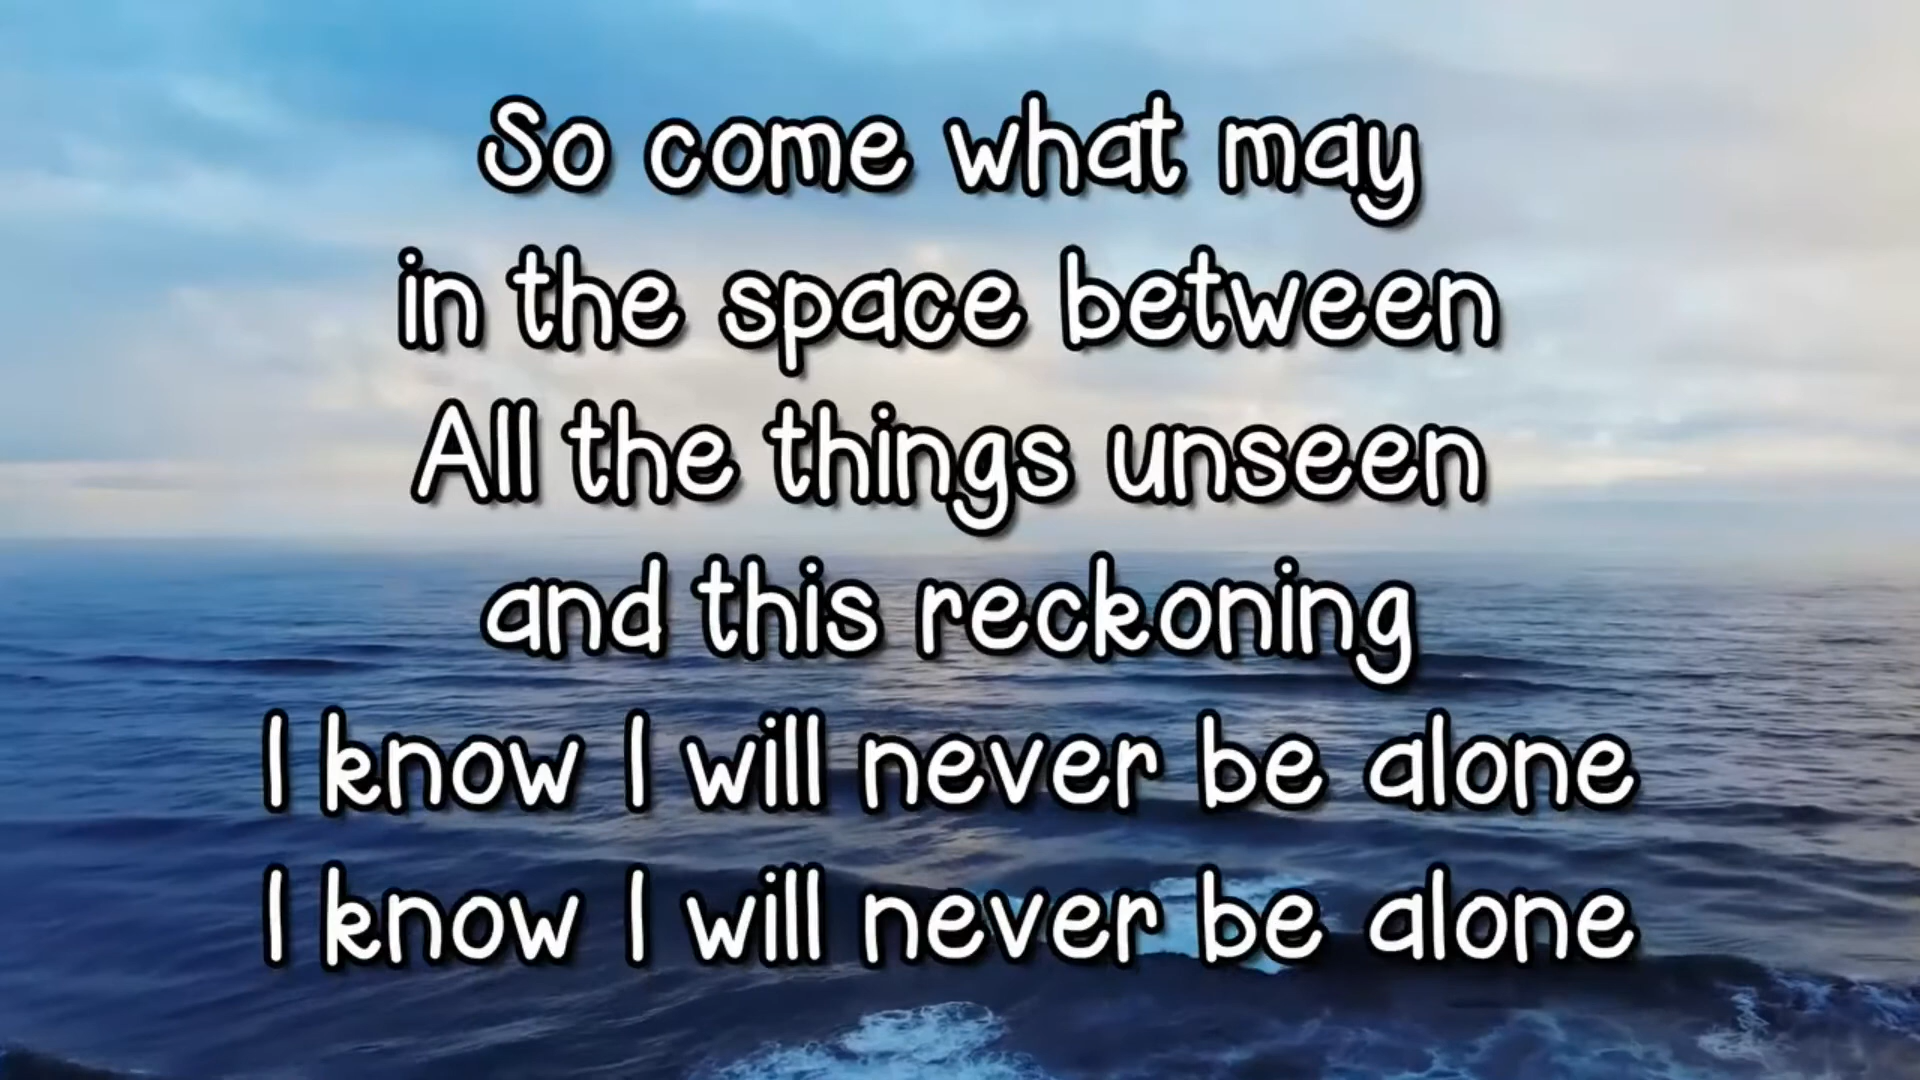 So come what may
in the space between
All the things unseen
and this reckoning
I know I will never be alone
I know I will never be alone